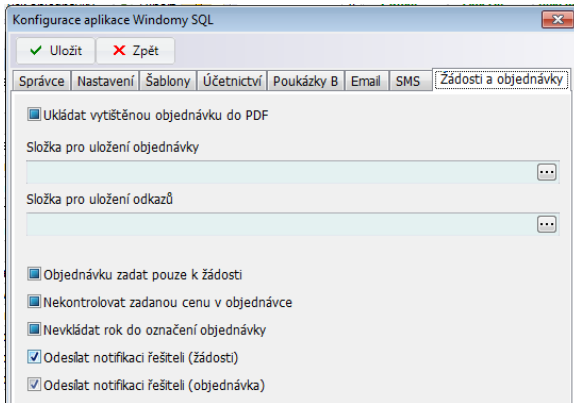 Konfigurace aplikace Windomy SQL
Uložit Zpět
Správce Nastavení Šablony Účetnictví Poukázky B Email SMS Žádosti a objednávky
Ukládat vytištěnou objednávku do PDF
Složka pro uložení objednávky
...
Složka pro uložení odkazů
...
Objednávku zadat pouze k žádosti
Nekontrolovat zadanou cenu v objednávce
Nevkládat rok do označení objednávky
Odesílat notifikaci řešiteli (žádosti)
Odesílat notifikaci řešiteli (objednávka)